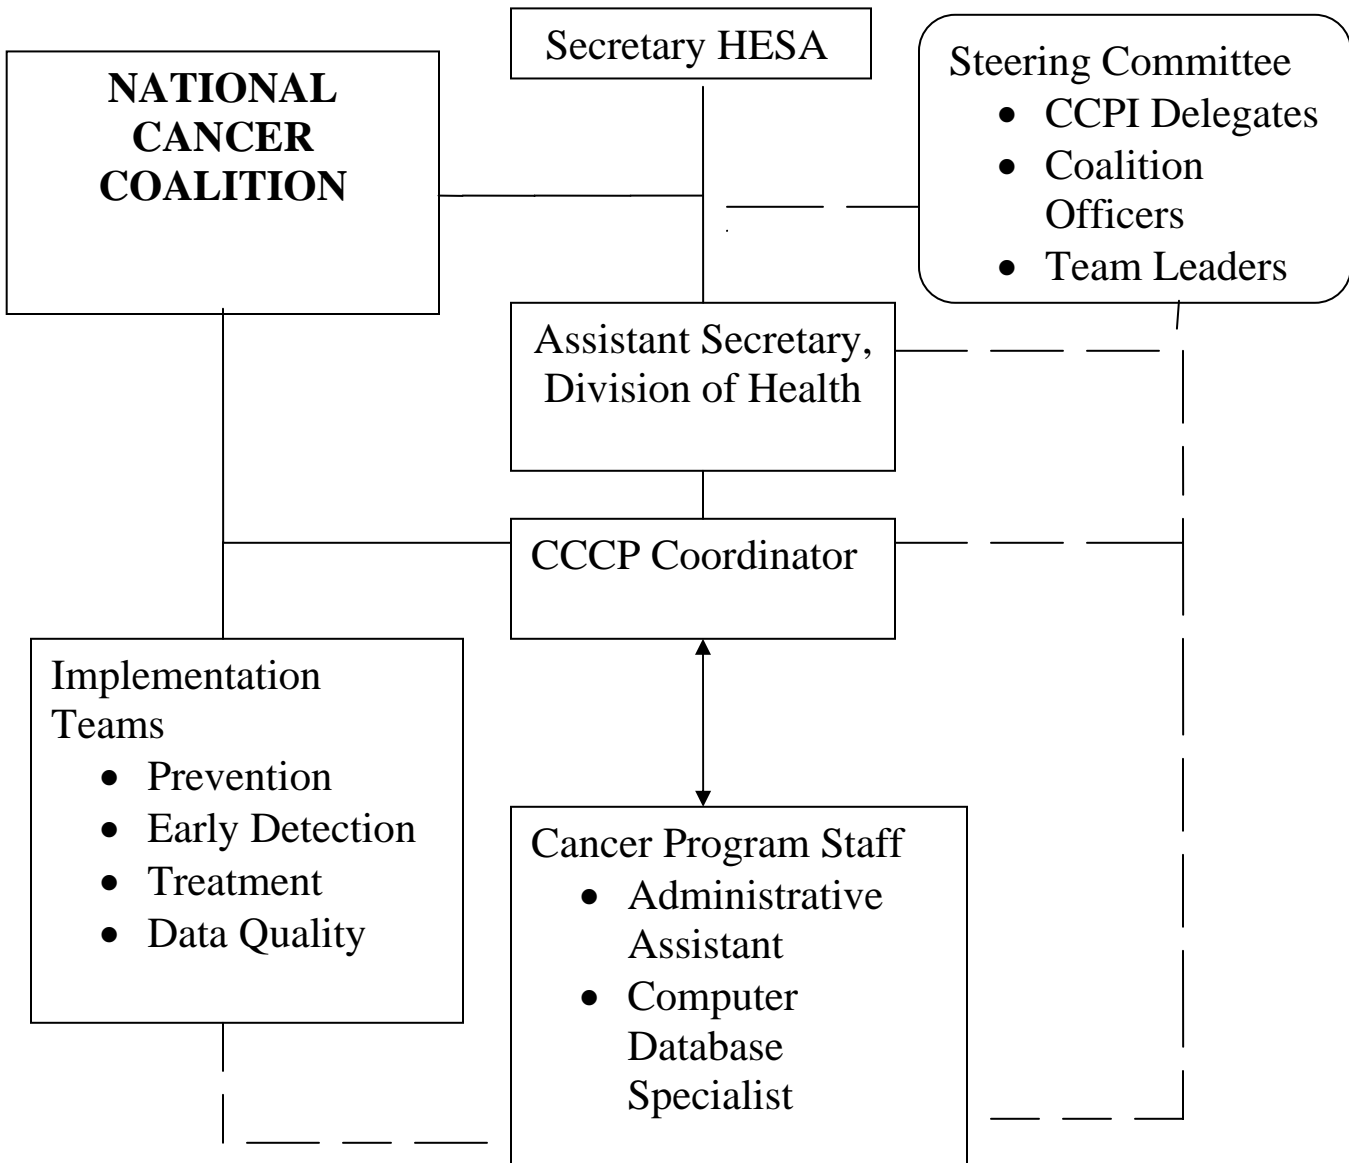 Secretary HESA
NATIONAL
CANCER
COALITION
Steering Committee
• CCPI Delegates
• Coalition
Officers
• Team Leaders
Assistant Secretary,
Division of Health
CCCP Coordinator
Implementation
Teams
• Prevention
• Early Detection
• Treatment
• Data Quality
Cancer Program Staff
• Administrative
Assistant
• Computer
Database
Specialist